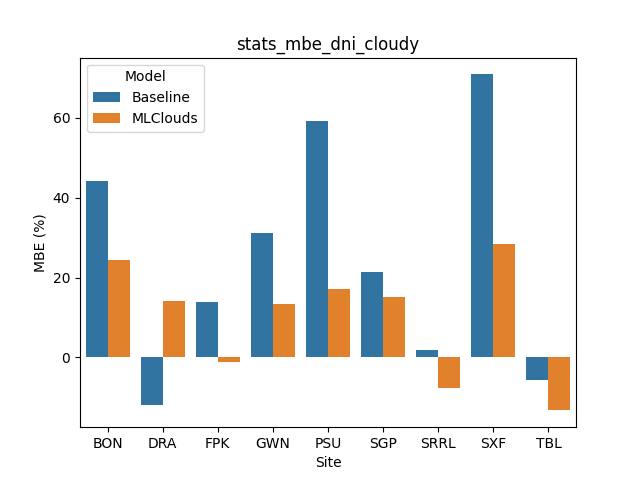 stats_mbe_dni_cloudy
Model
Baseline
MLClouds
MBE (%)
60
40
20
0
BON DRA FPK GWN PSU SGP SRRL SXF TBL
Site